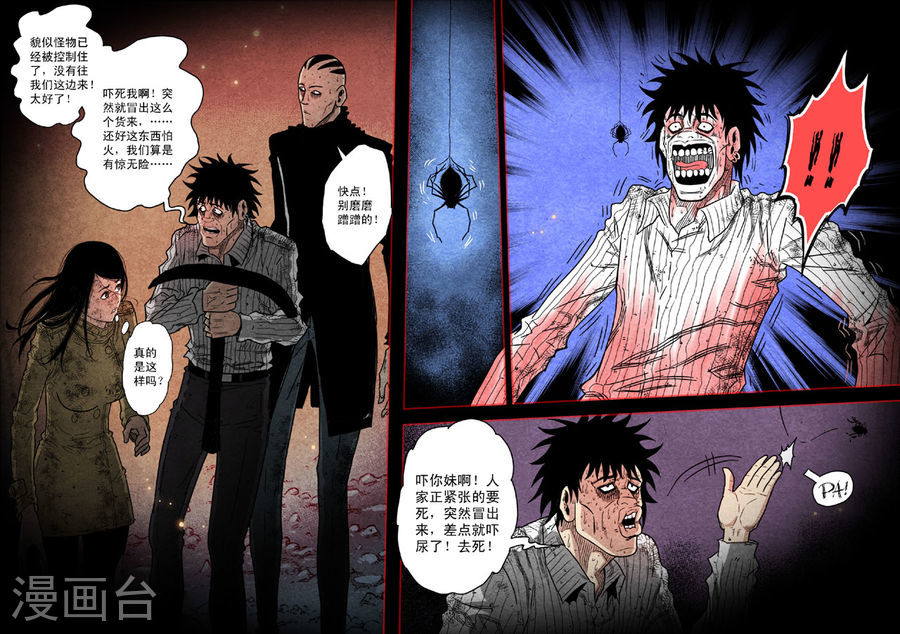 貌似怪物已
经被控制住
了，没有往
我们这边来！
太好了！
吓死我啊！突
然就冒出这么
个货来，……
还好这东西怕
火，我们算是
有惊无险……
快点！
别磨磨
蹭蹭的！
真的
是这
样吗？
!!
吓你妹啊！人
家正紧张的要
死，突然冒出
来，差点就吓
尿了！去死！
PA!
漫画台